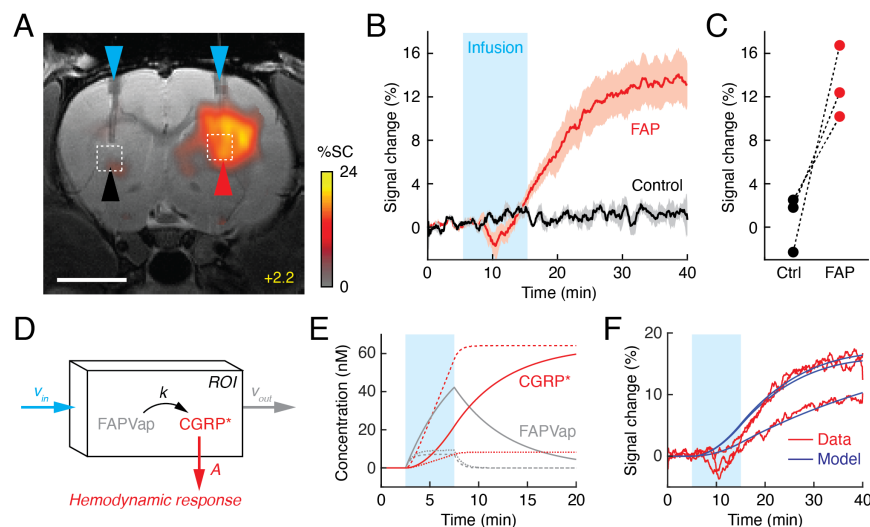 A
%SC
24
0
+2.2
B
Infusion
FAP
Control
Signal change (%)
16
12
8
4
0
0
10
20
30
40
Time (min)
C
Signal change (%)
16
12
8
4
0
Ctrl
FAP
D
ROI
v_in
k
v_out
FAPVap
CGRP*
A
Hemodynamic response
E
Concentration (nM)
60
40
20
0
CGRP*
FAPVap
0
5
10
15
20
Time (min)
F
Signal change (%)
20
10
0
Data
Model
0
10
20
30
40
Time (min)